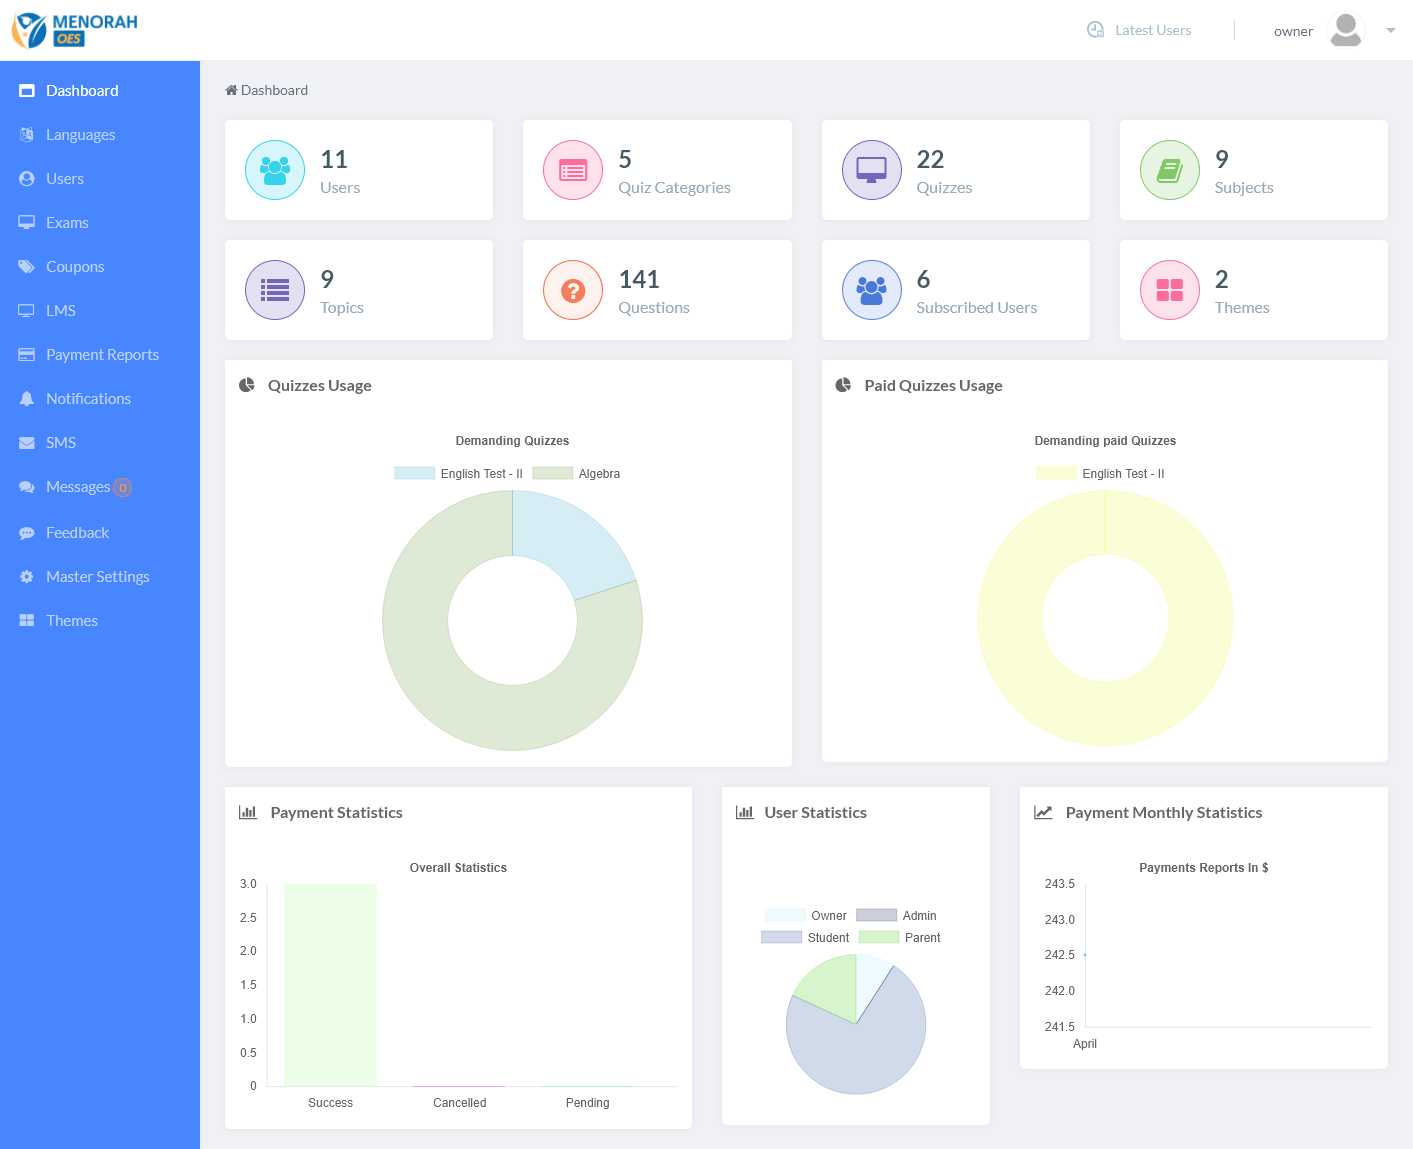 MENORAH
OES
Latest Users
owner
Dashboard
Languages
Users
Exams
Coupons
LMS
Payment Reports
Notifications
SMS
Messages 0
Feedback
Master Settings
Themes
Dashboard
11
Users
5
Quiz Categories
22
Quizzes
9
Subjects
9
Topics
141
Questions
6
Subscribed Users
2
Themes
Quizzes Usage
Demanding Quizzes
English Test - II
Algebra
Paid Quizzes Usage
Demanding paid Quizzes
English Test - II
Payment Statistics
Overall Statistics
3.0
2.5
2.0
1.5
1.0
0.5
0
Success
Cancelled
Pending
User Statistics
Owner
Admin
Student
Parent
Payment Monthly Statistics
Payments Reports In $
243.5
243.0
242.5
242.0
241.5
April